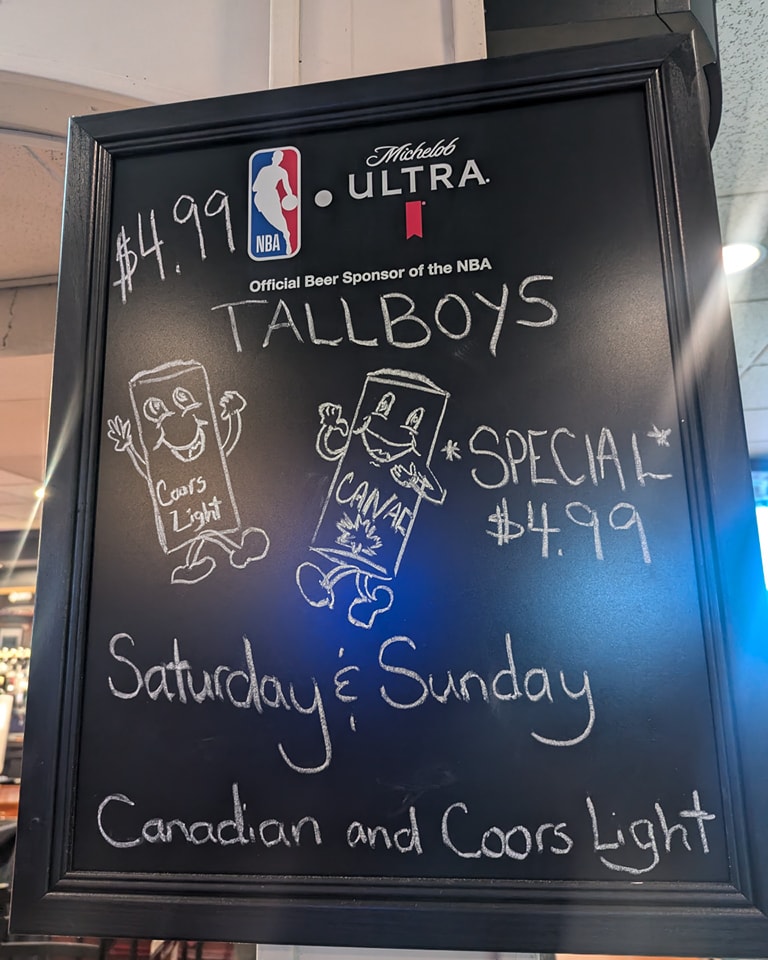 $4.99
NBA
Michelob
ULTRA
Official Beer Sponsor of the NBA
TALLBOYS
Coors
Light
CANAD
*SPECIAL*
$4.99
Saturday & Sunday
Canadian and Coors Light